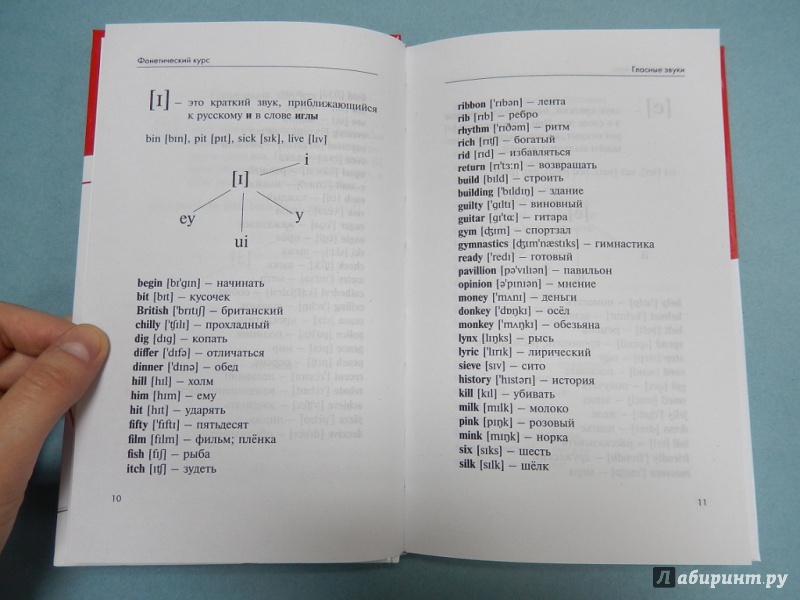 Фонетический курс
[ɪ] – это краткий звук, приближающийся
к русскому и в слове иглы
bin [bɪn], pit [pɪt], sick [sɪk], live [lɪv]
i
[ɪ]
ey
ui
y
begin [bɪ'gɪn] – начинать
bit [bɪt] – кусочек
British ['brɪtɪʃ] – британский
chilly ['ʧɪlɪ] – прохладный
dig [dɪg] – копать
differ ['dɪfə] – отличаться
dinner ['dɪnə] – обед
hill [hɪl] – холм
him [hɪm] – ему
hit [hɪt] – ударять
fifty ['fɪftɪ] – пятьдесят
film [fɪlm] – фильм; плёнка
fish [fɪʃ] – рыба
itch [ɪʧ] – зудеть
10
Гласные звуки
ribbon ['rɪbən] – лента
rib [rɪb] – ребро
rhythm ['rɪðəm] – ритм
rich [rɪʧ] – богатый
rid [rɪd] – избавляться
return [rɪ'tɜ:n] – возвращать
build [bɪld] – строить
building ['bɪldɪŋ] – здание
guilty ['gɪltɪ] – виновный
guitar [gɪ'tɑ:] – гитара
gym [ʤɪm] – спортзал
gymnastics [ʤɪm'næstɪks] – гимнастика
ready ['redɪ] – готовый
pavillion [pə'vɪlɪən] – павильон
opinion [ə'pɪnɪən] – мнение
money ['mʌnɪ] – деньги
donkey ['dɒŋkɪ] – осёл
monkey ['mʌŋkɪ] – обезьяна
lynx [lɪŋks] – рысь
lyric ['lɪrɪk] – лирический
sieve [sɪv] – сито
history ['hɪstərɪ] – история
kill [kɪl] – убивать
milk [mɪlk] – молоко
pink [pɪŋk] – розовый
mink [mɪŋk] – норка
six [sɪks] – шесть
silk [sɪlk] – шёлк
11
Лабиринт.ру